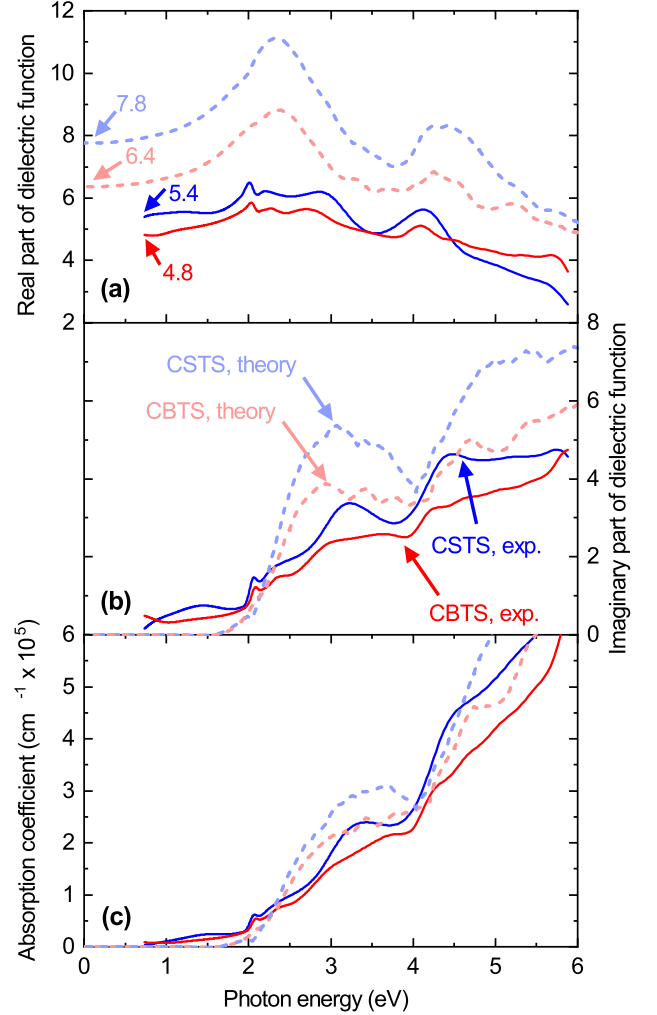 12
10
8
6
4
2
Real part of dielectric function
7.8
6.4
5.4
4.8
(a)
8
6
4
2
0
Imaginary part of dielectric function
CSTS, theory
CBTS, theory
CSTS, exp.
CBTS, exp.
(b)
6
5
4
3
2
1
0
Absorption coefficient (cm⁻¹ x 10⁵)
(c)
0 1 2 3 4 5 6
Photon energy (eV)